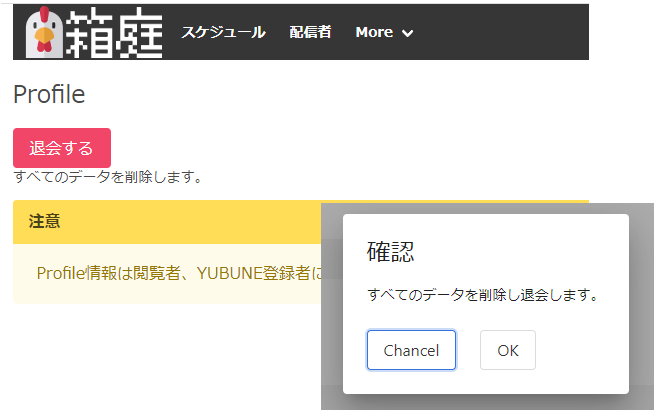 箱庭
スケジュール 配信者 More
Profile
退会する
すべてのデータを削除します。
注意
Profile情報は閲覧者、YUBUNE登録者に
確認
すべてのデータを削除し退会します。
Chancel OK